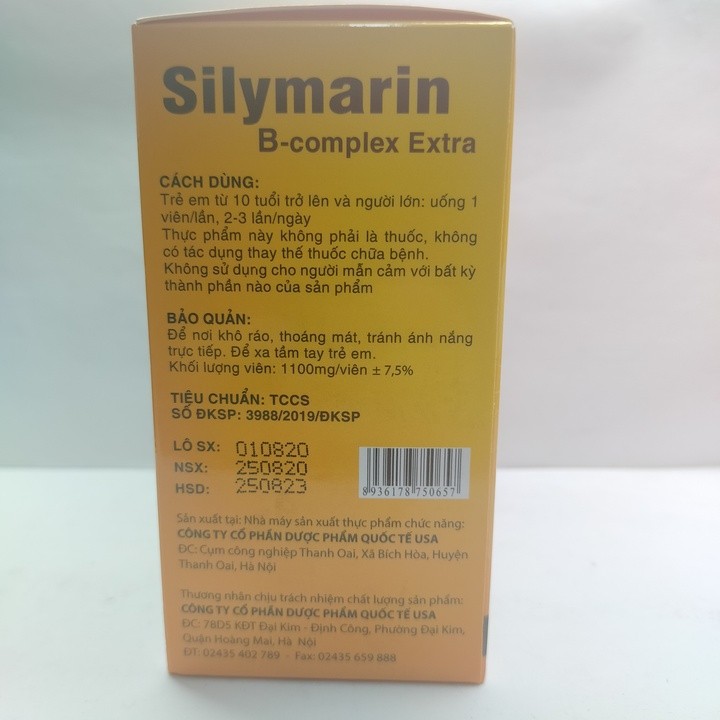 Silymarin
B-complex Extra
CÁCH DÙNG:
Trẻ em từ 10 tuổi trở lên và người lớn: uống 1
viên/lần, 2-3 lần/ngày
Thực phẩm này không phải là thuốc, không
có tác dụng thay thế thuốc chữa bệnh.
Không sử dụng cho người mẫn cảm với bất kỳ
thành phần nào của sản phẩm
BẢO QUẢN:
Để nơi khô ráo, thoáng mát, tránh ánh nắng
trực tiếp. Để xa tầm tay trẻ em.
Khối lượng viên: 1100mg/viên ± 7,5%
TIÊU CHUẨN: TCCS
SỐ ĐKSP: 3988/2019/ĐKSP
LÔ SX: 010820
NSX: 250820
HSD: 250823
8936178750657
Sản xuất tại: Nhà máy sản xuất thực phẩm chức năng:
CÔNG TY CỔ PHẦN DƯỢC PHẨM QUỐC TẾ USA
ĐC: Cụm công nghiệp Thanh Oai, Xã Bích Hòa, Huyện
Thanh Oai, Hà Nội
Thương nhân chịu trách nhiệm chất lượng sản phẩm:
CÔNG TY CỔ PHẦN DƯỢC PHẨM QUỐC TẾ USA
ĐC: 78D5 KĐT Đại Kim - Định Công, Phường Đại Kim,
Quận Hoàng Mai, Hà Nội
ĐT: 02435 402 789 - Fax: 02435 659 888